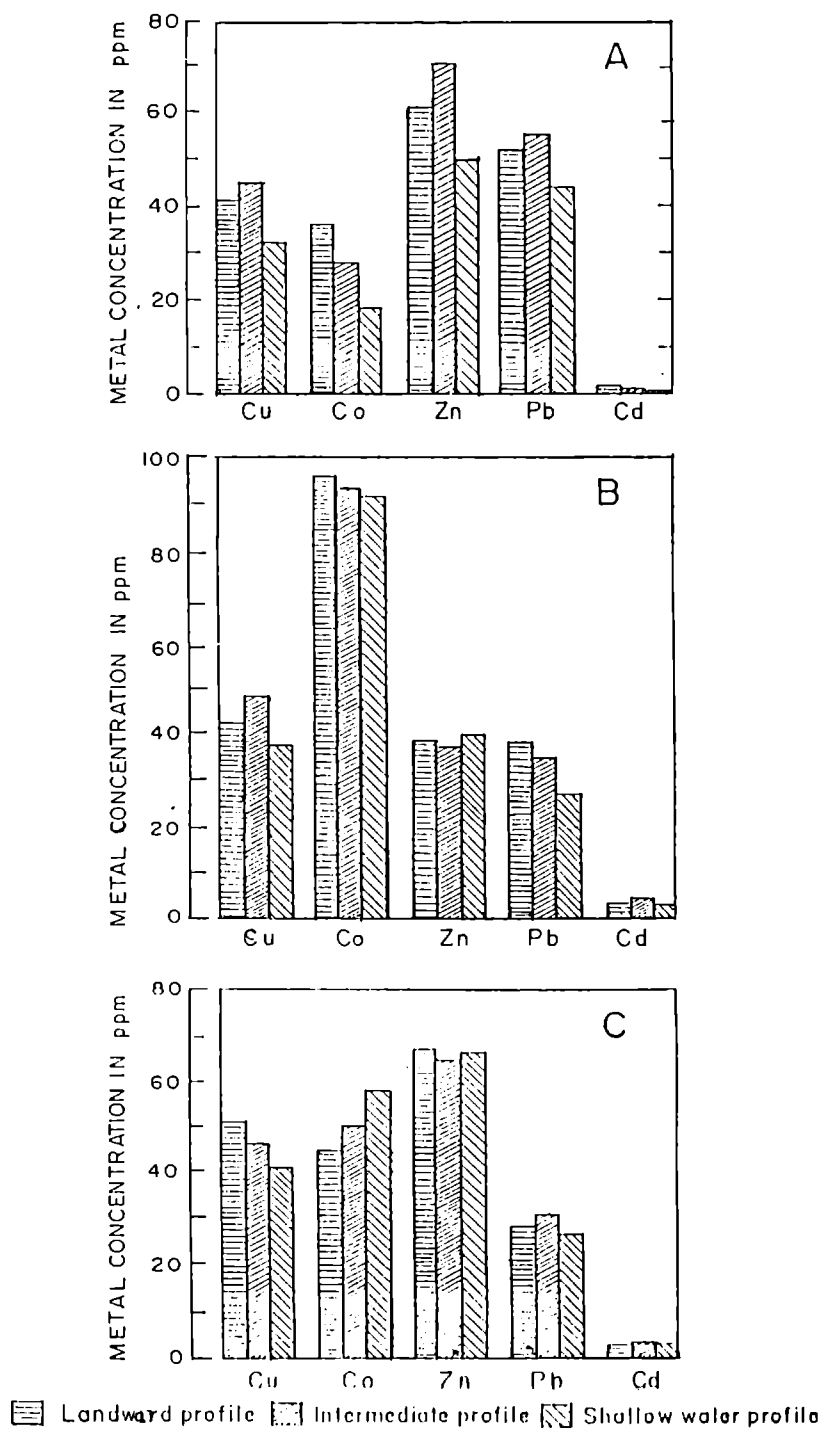 METAL CONCENTRATION IN ppm
80
60
40
20
0
A
Cu Co Zn Pb Cd
METAL CONCENTRATION IN ppm
100
80
60
40
20
0
B
Cu Co Zn Pb Cd
METAL CONCENTRATION IN ppm
80
60
40
20
0
C
Cu Co Zn Pb Cd
Landward profile Intermediate profile Shallow water profile